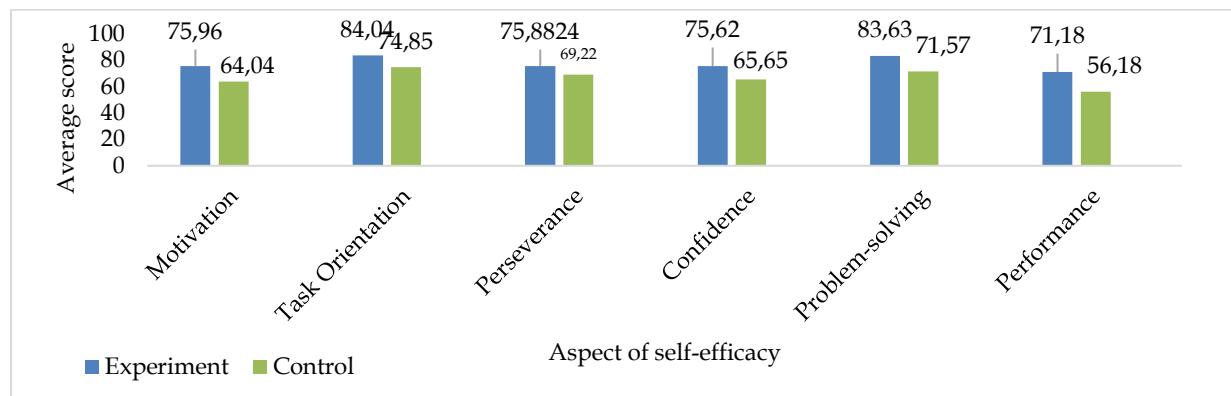 75,96 84,04 75,8824 75,62 83,63 71,18
64,04 74,85 69,22 65,65 71,57 56,18
100
80
60
40
20
0
Average score
Motivation
Task Orientation
Perseverance
Confidence
Problem-solving
Performance
Aspect of self-efficacy
Experiment Control